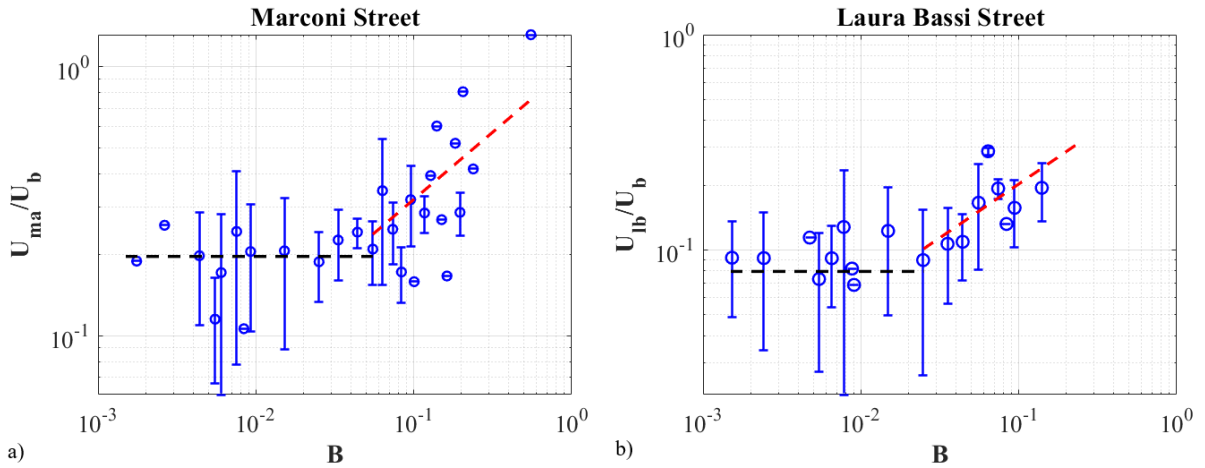 Marconi Street
U_ma/U_b
10^0
10^-1
10^-3 10^-2 10^-1 10^0
B
a)
Laura Bassi Street
U_lb/U_b
10^0
10^-1
10^-3 10^-2 10^-1 10^0
B
b)